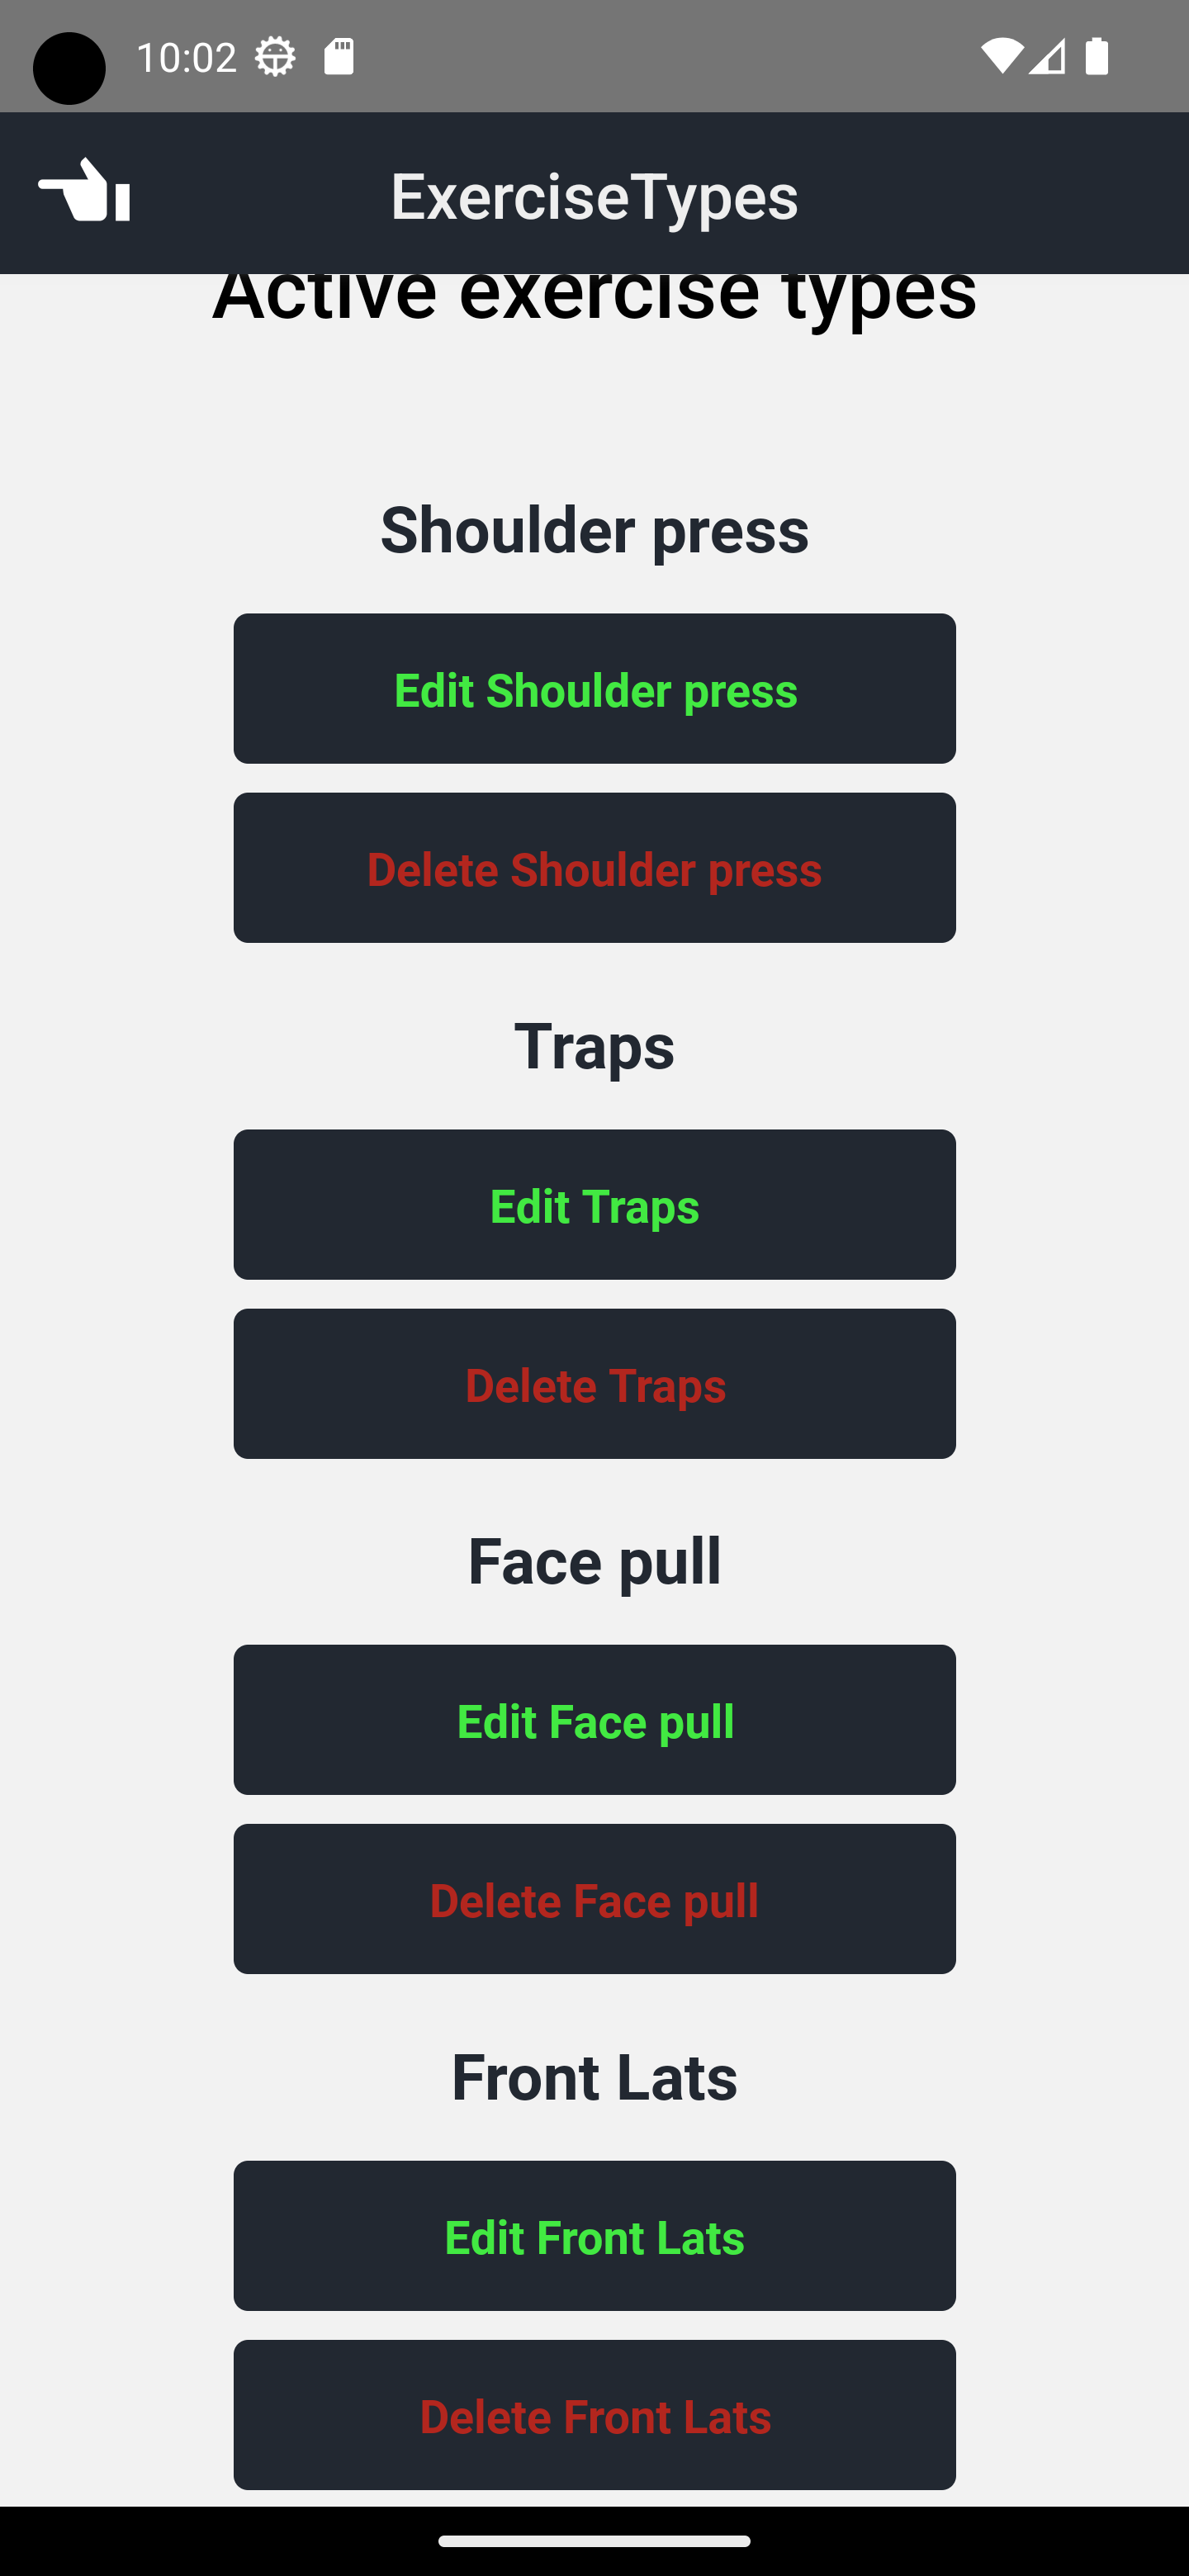 10:02
ExerciseTypes
Active exercise types
Shoulder press
Edit Shoulder press
Delete Shoulder press
Traps
Edit Traps
Delete Traps
Face pull
Edit Face pull
Delete Face pull
Front Lats
Edit Front Lats
Delete Front Lats